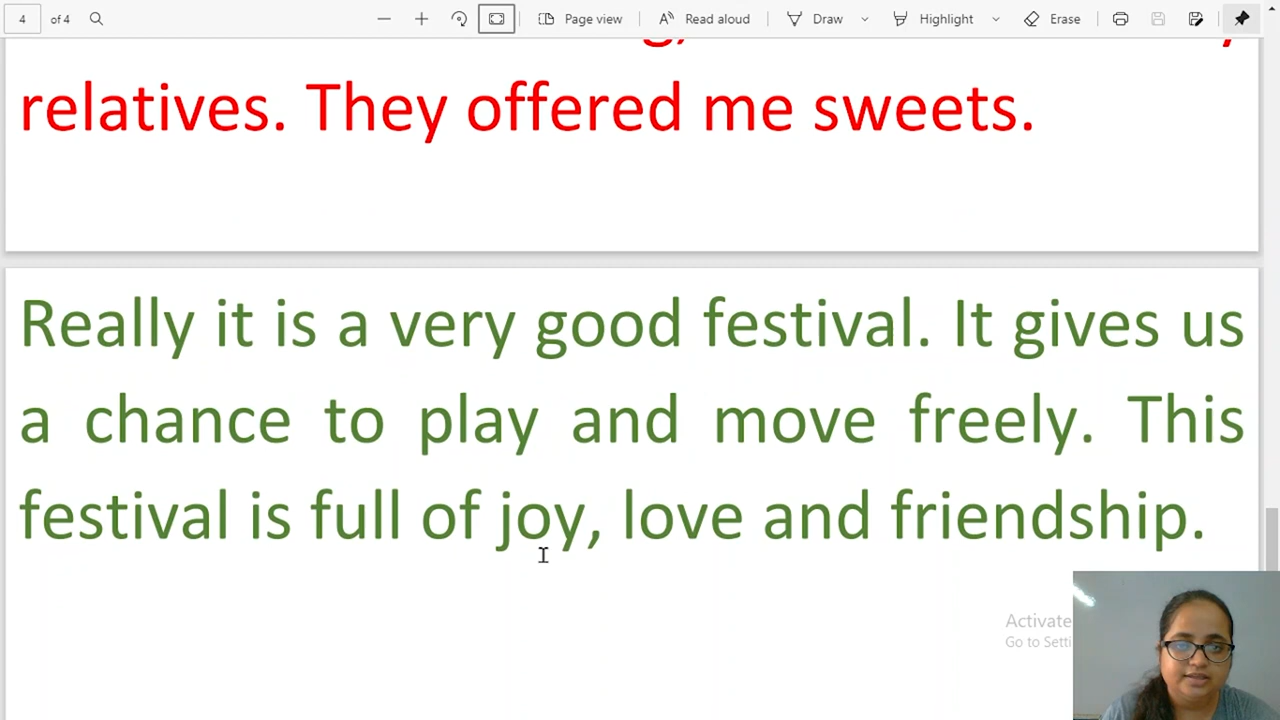 4 of 4 Page view Read aloud Draw Highlight Erase
relatives. They offered me sweets.
Really it is a very good festival. It gives us
a chance to play and move freely. This
festival is full of joy, love and friendship.
Activate
Go to Setti